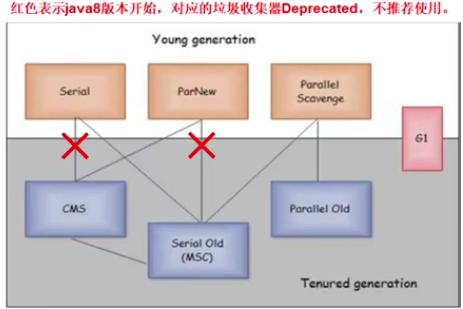 红色表示java8版本开始，对应的垃圾收集器Deprecated，不推荐使用。
Young generation
Serial
ParNew
Parallel
Scavenge
G1
CMS
Serial Old
(MSC)
Parallel Old
Tenured generation